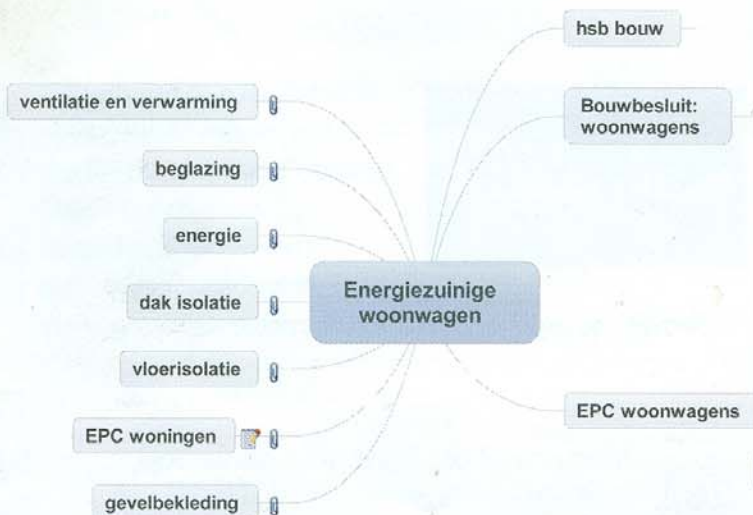 hsb bouw
Bouwbesluit:
woonwagens
ventilatie en verwarming
beglazing
energie
dak isolatie
Energiezuinige
woonwagen
vloerisolatie
EPC woonwagens
EPC woningen
gevelbekleding